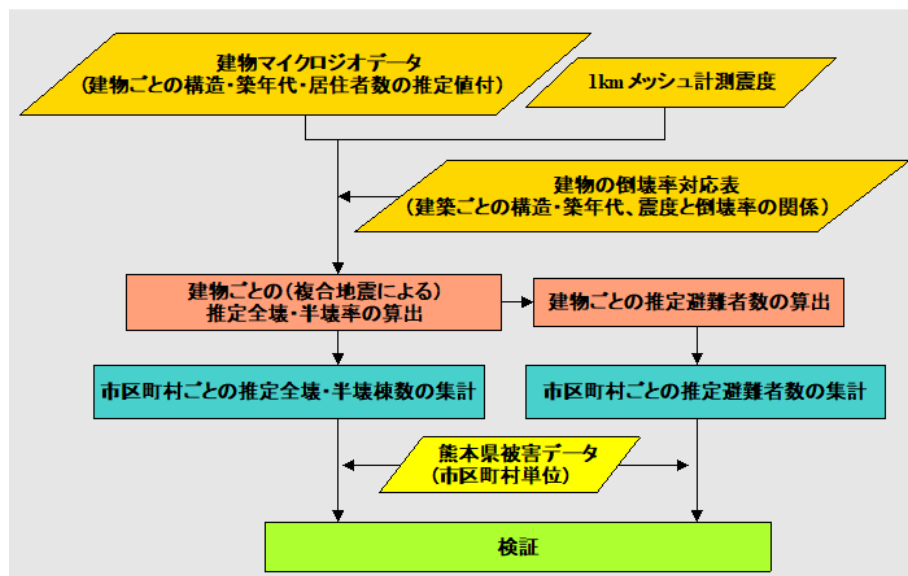 建物マイクロジオデータ
(建物ごとの構造・築年代・居住者数の推定値付)
1kmメッシュ計測震度
建物の倒壊率対応表
(建築ごとの構造・築年代、震度と倒壊率の関係)
建物ごとの(複合地震による)
推定全壊・半壊率の算出
建物ごとの推定避難者数の算出
市区町村ごとの推定全壊・半壊棟数の集計
市区町村ごとの推定避難者数の集計
熊本県被害データ
(市区町村単位)
検証